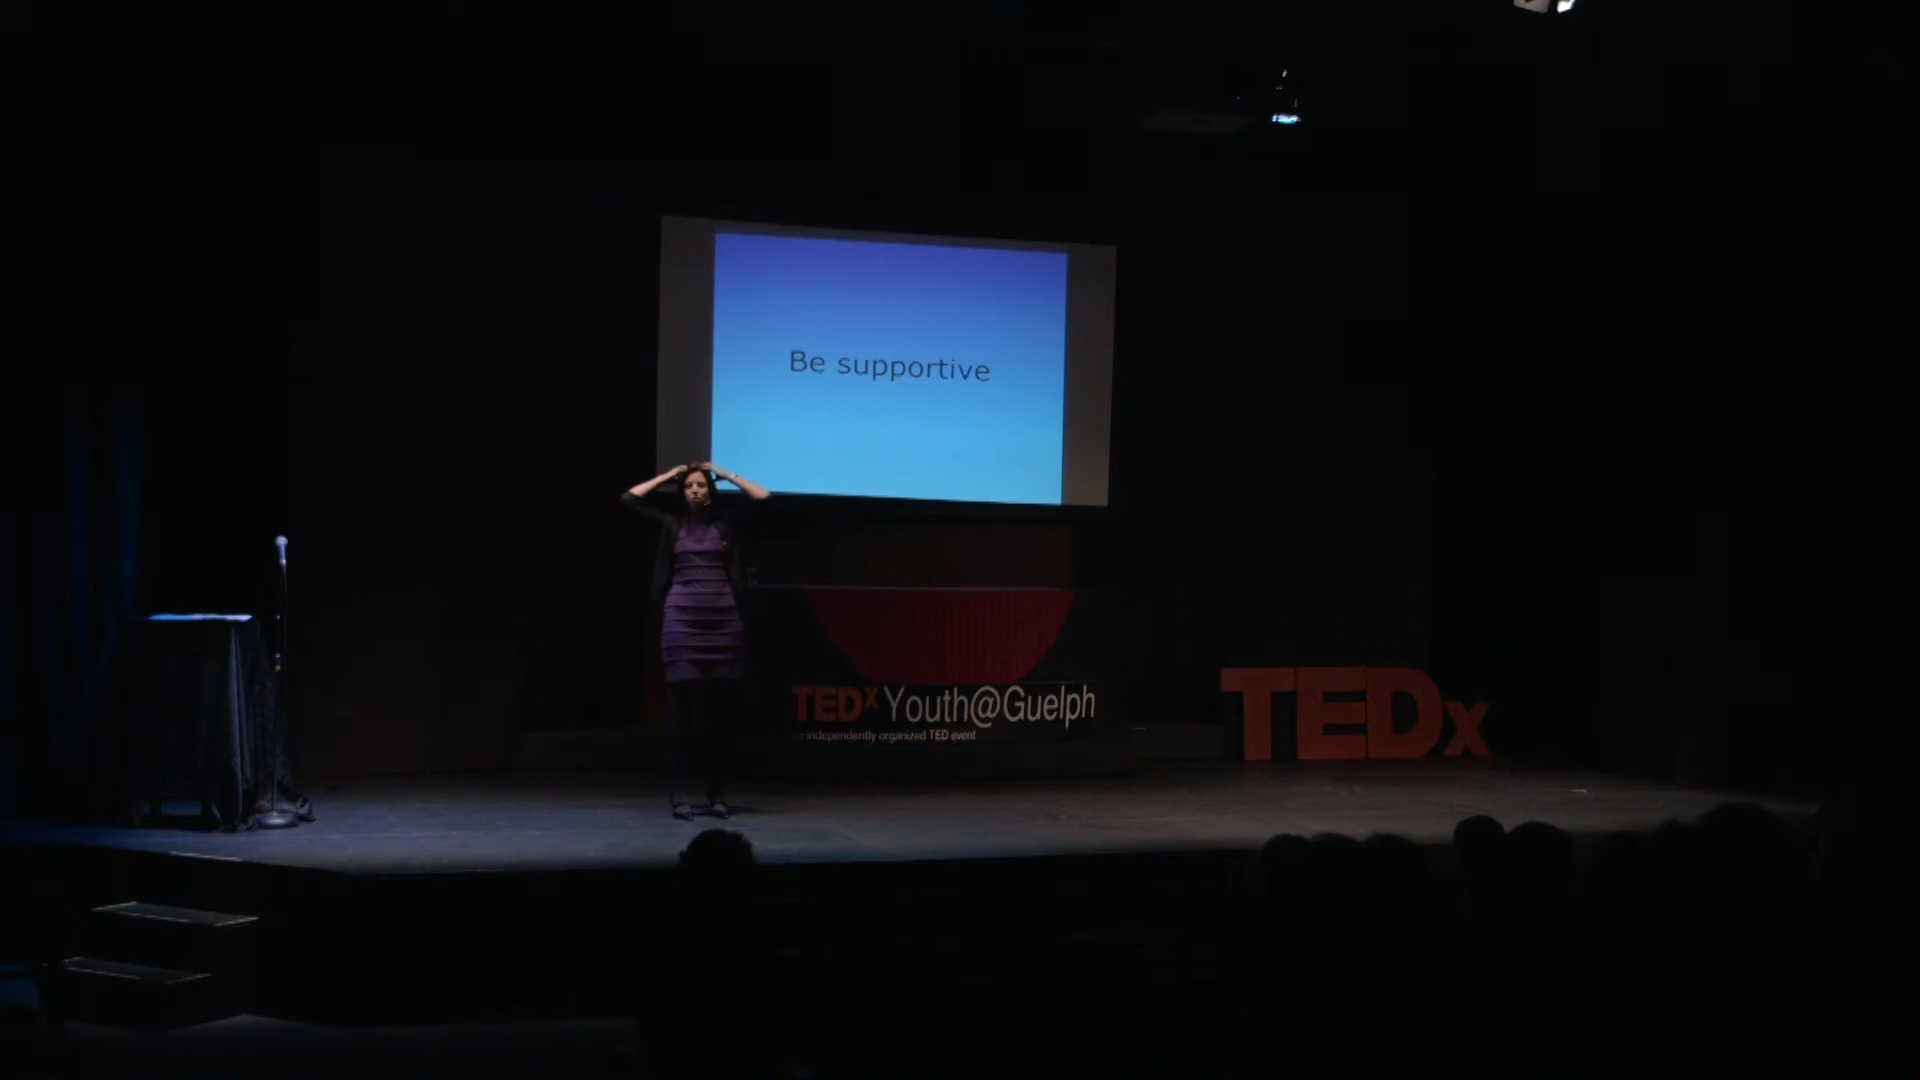 Be supportive
TEDx Youth@Guelph
independently organized TED event
TEDx